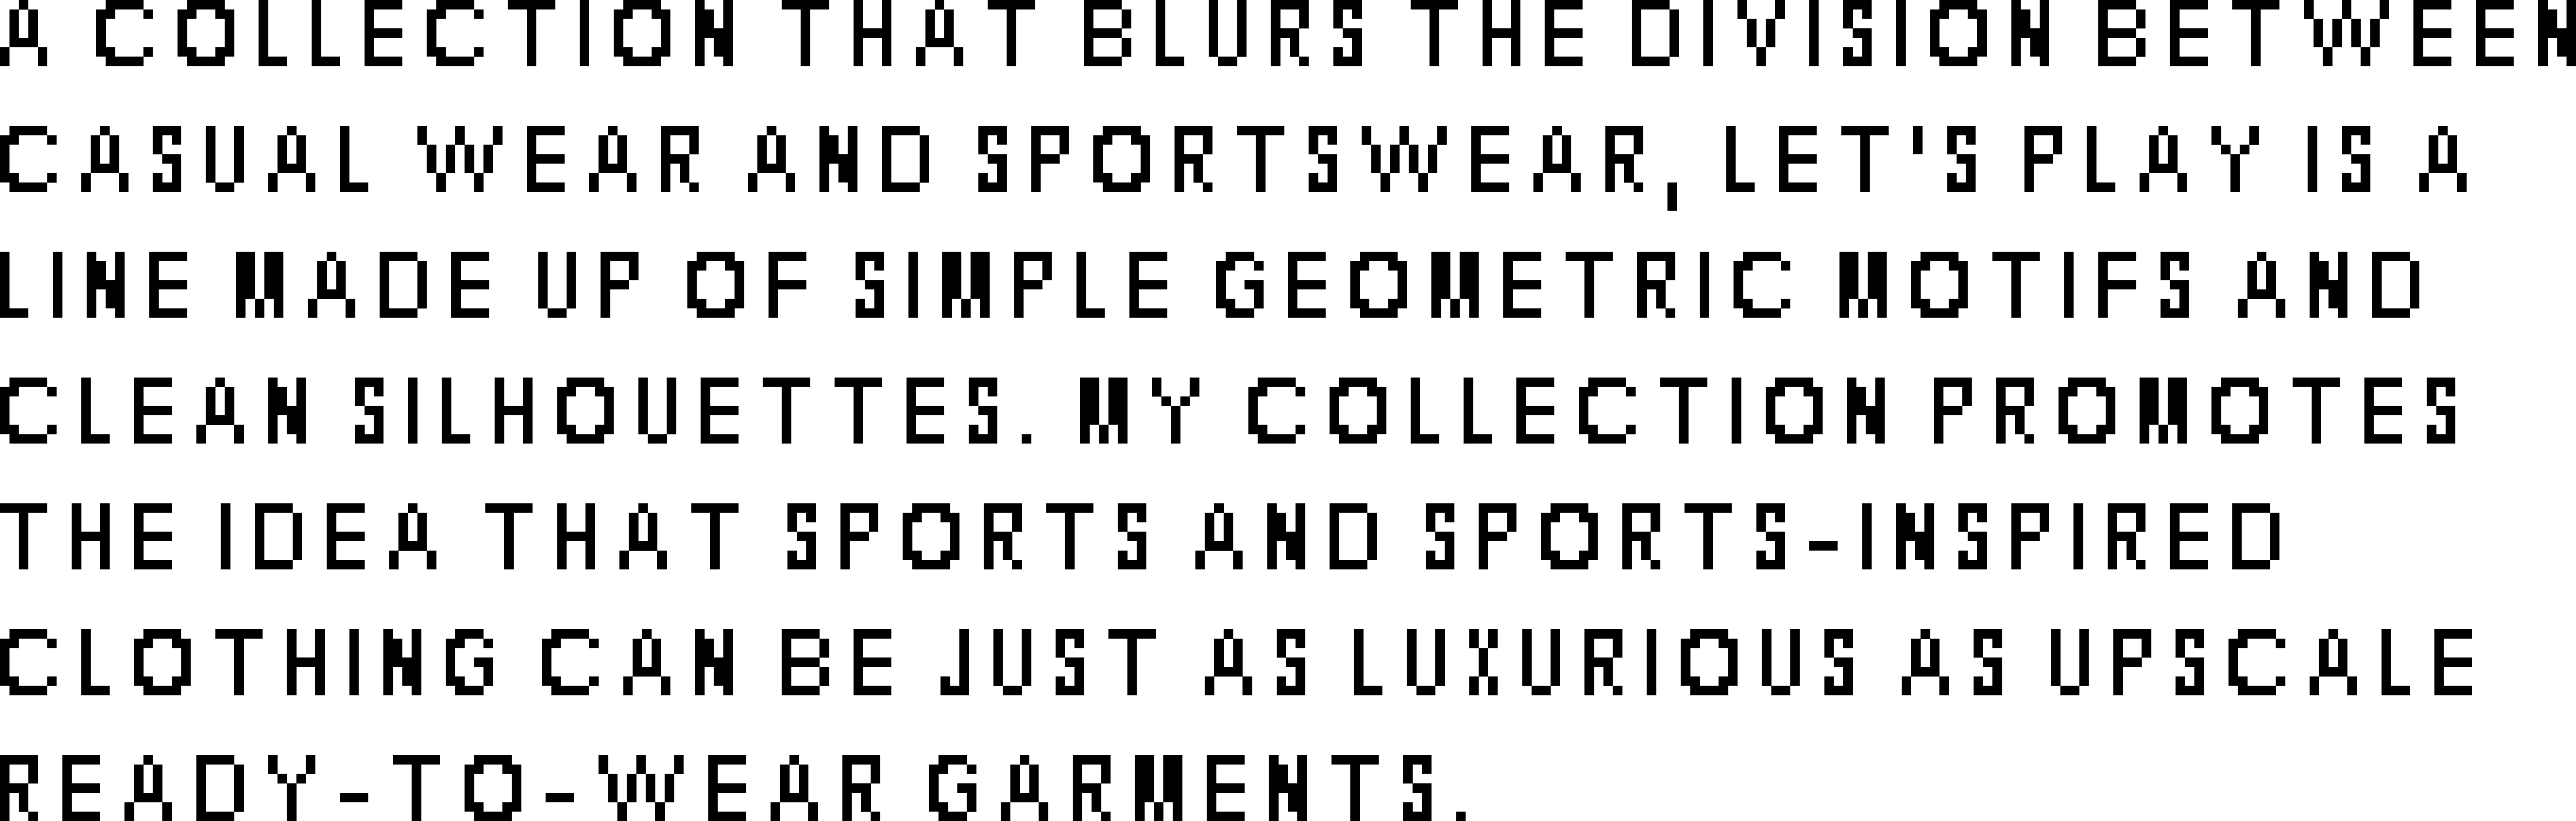 A COLLECTION THAT BLURS THE DIVISION BETWEEN
CASUAL WEAR AND SPORTSWEAR, LET'S PLAY IS A
LINE MADE UP OF SIMPLE GEOMETRIC MOTIFS AND
CLEAN SILHOUETTES. MY COLLECTION PROMOTES
THE IDEA THAT SPORTS AND SPORTS-INSPIRED
CLOTHING CAN BE JUST AS LUXURIOUS AS UPSCALE
READY-TO-WEAR GARMENTS.